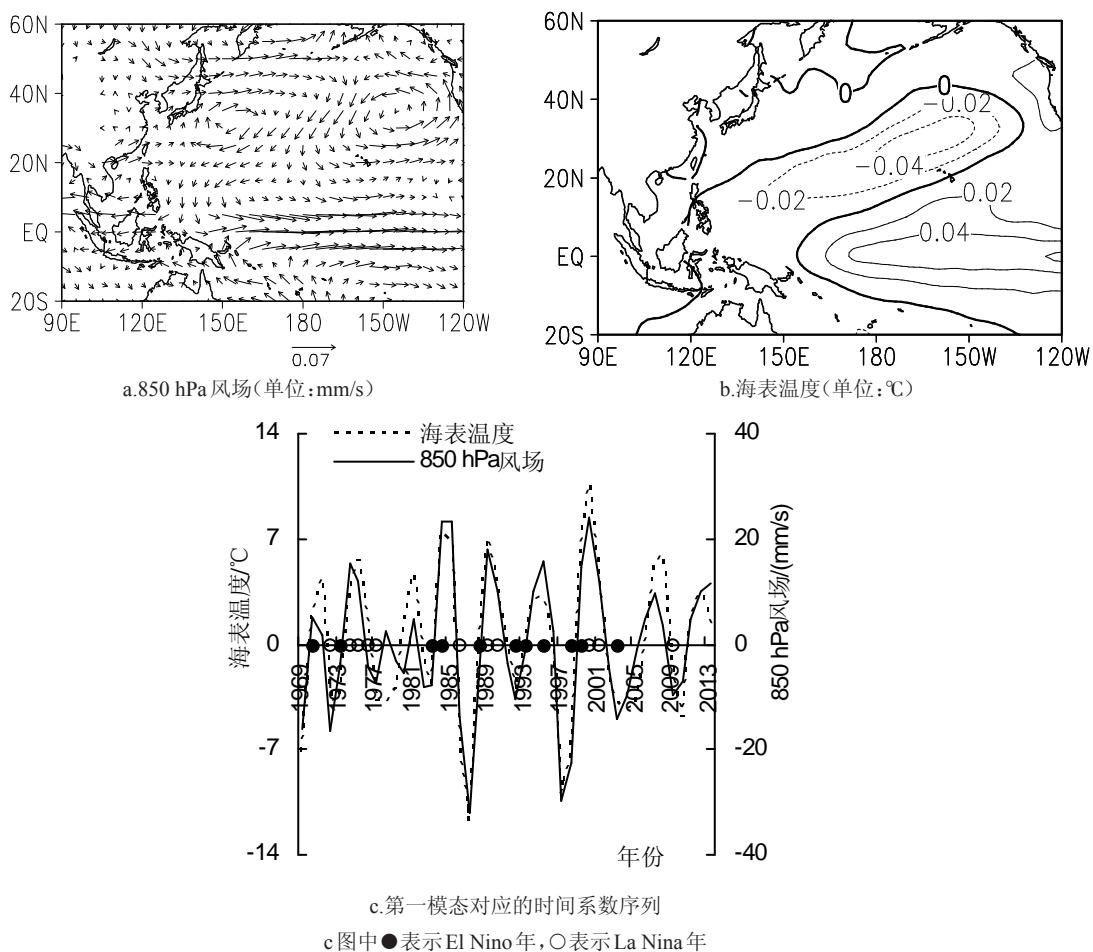 60N
40N
20N
EQ
20S
90E 120E 150E 180 150W 120W
0.07
a.850 hPa风场(单位:mm/s)
60N
40N
20N
EQ
20S
90E 120E 150E 180 150W 120W
0 0
-0.02
-0.04
-0.02
0.02
0.04
b.海表温度(单位:℃)
海表温度
850 hPa风场
14
7
0
-7
-14
海表温度/℃
40
20
0
-20
-40
850 hPa风场/(mm/s)
1969 1973 1977 1981 1985 1989 1993 1997 2001 2005 2009 2013
年份
c.第一模态对应的时间系数序列
c图中●表示El Nino年,○表示La Nina年